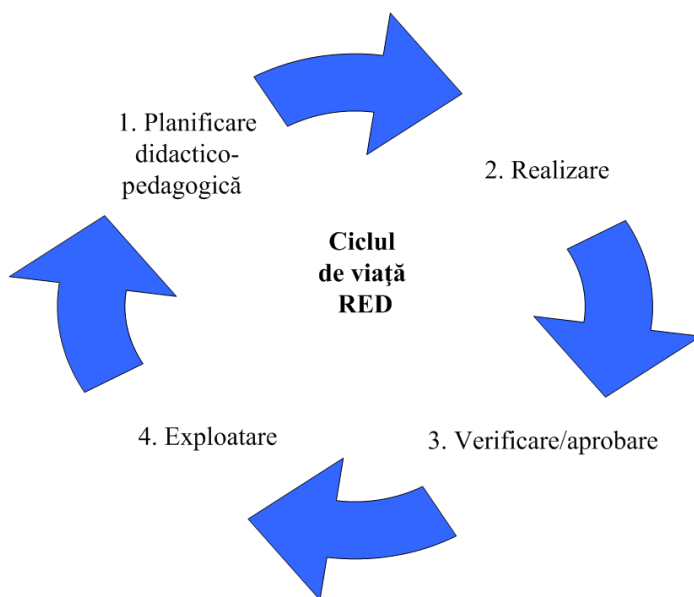 1. Planificare
didactico-
pedagogică
2. Realizare
Ciclul
de viaţă
RED
4. Exploatare
3. Verificare/aprobare